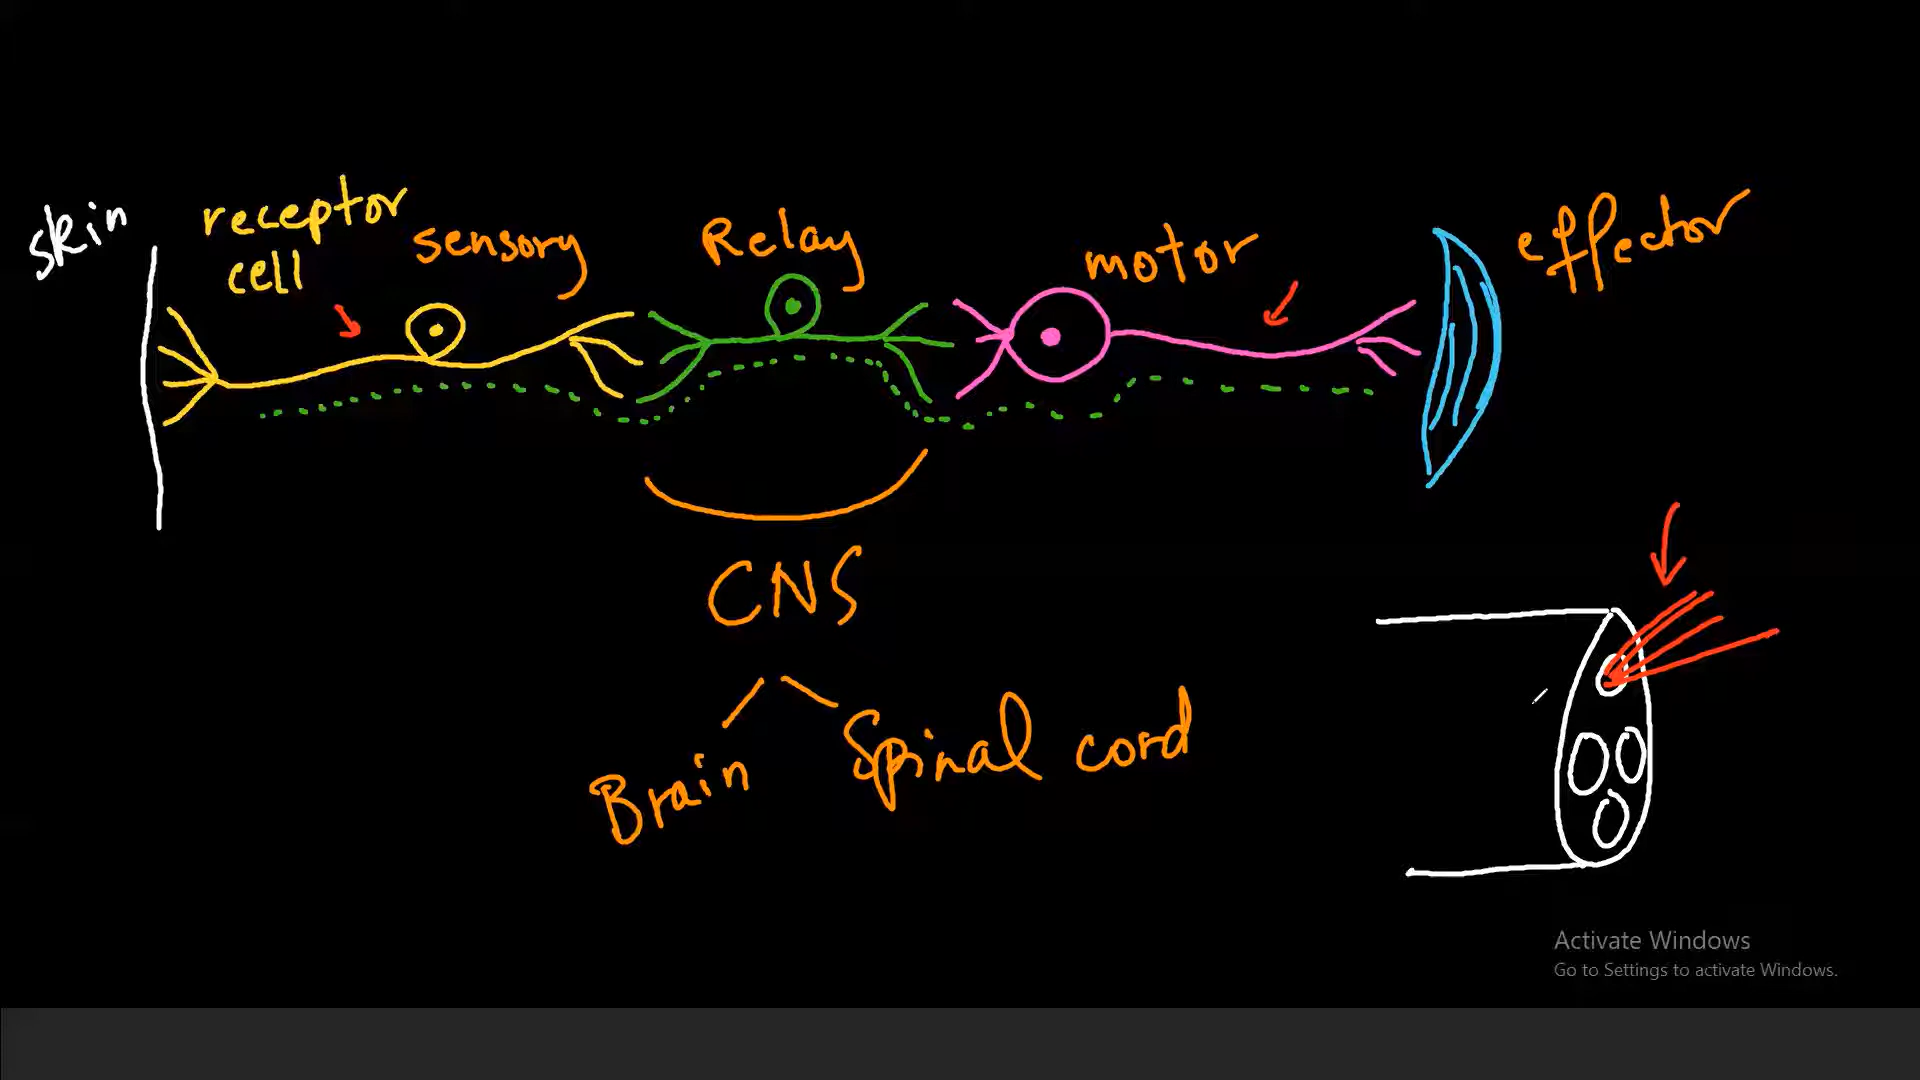 skin
receptor
cell
sensory
Relay
motor
effector
CNS
Brain
Spinal cord
Activate Windows
Go to Settings to activate Windows.